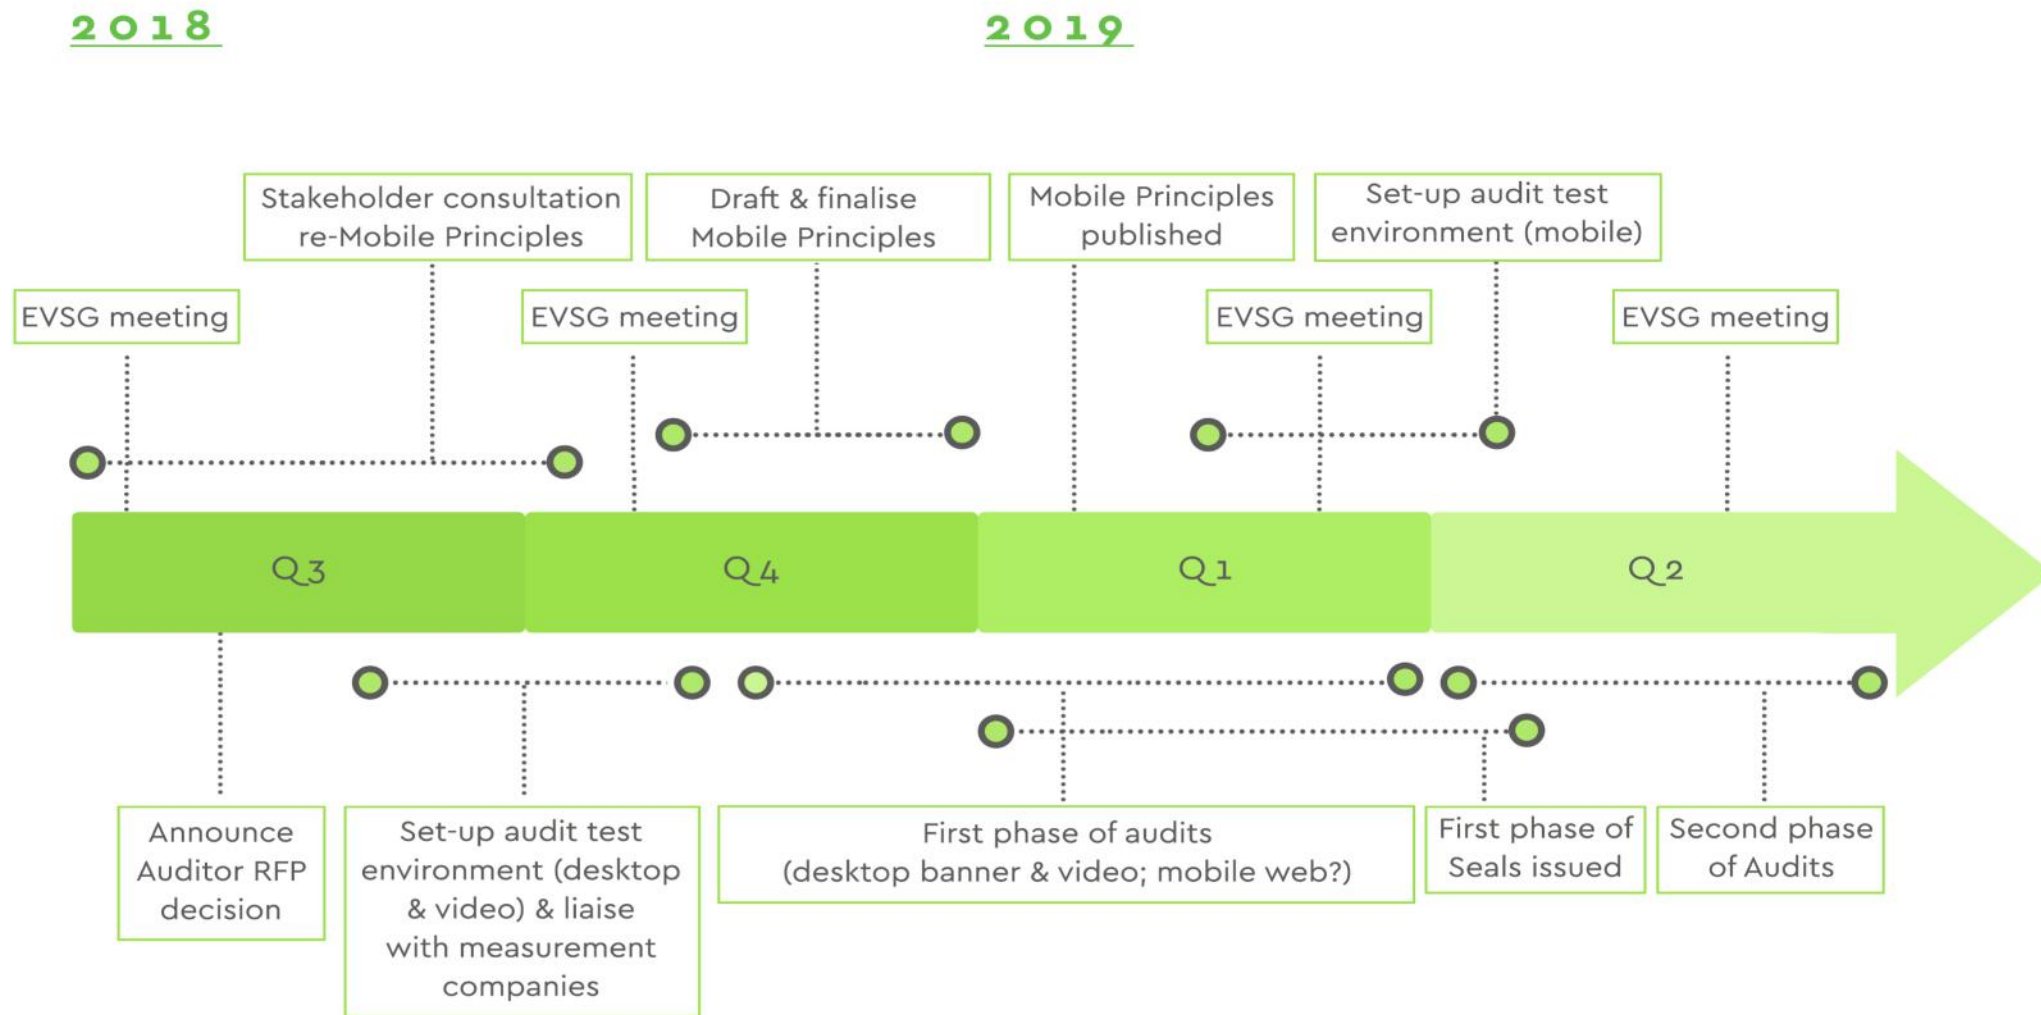 2018
2019
Stakeholder consultation
re-Mobile Principles
Draft & finalise
Mobile Principles
Mobile Principles
published
Set-up audit test
environment (mobile)
EVSG meeting
EVSG meeting
EVSG meeting
EVSG meeting
Q3
Q4
Q1
Q2
Announce
Auditor RFP
decision
Set-up audit test
environment (desktop
& video) & liaise
with measurement
companies
First phase of audits
(desktop banner & video; mobile web?)
First phase of
Seals issued
Second phase
of Audits